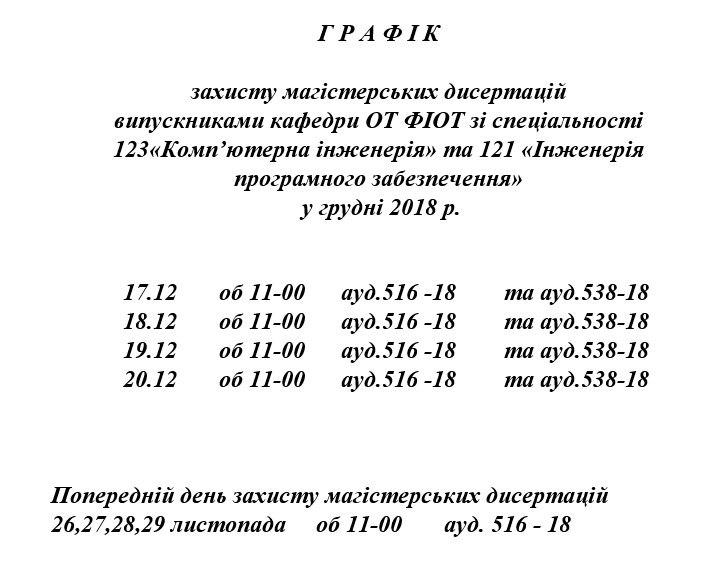 Г Р А Ф І К
захисту магістерських дисертацій
випускниками кафедри ОТ ФІОТ зі спеціальності
123«Комп’ютерна інженерія» та 121 «Інженерія
програмного забезпечення»
у грудні 2018 р.
17.12 об 11-00 ауд.516 -18 та ауд.538-18
18.12 об 11-00 ауд.516 -18 та ауд.538-18
19.12 об 11-00 ауд.516 -18 та ауд.538-18
20.12 об 11-00 ауд.516 -18 та ауд.538-18
Попередній день захисту магістерських дисертацій
26,27,28,29 листопада об 11-00 ауд. 516 - 18